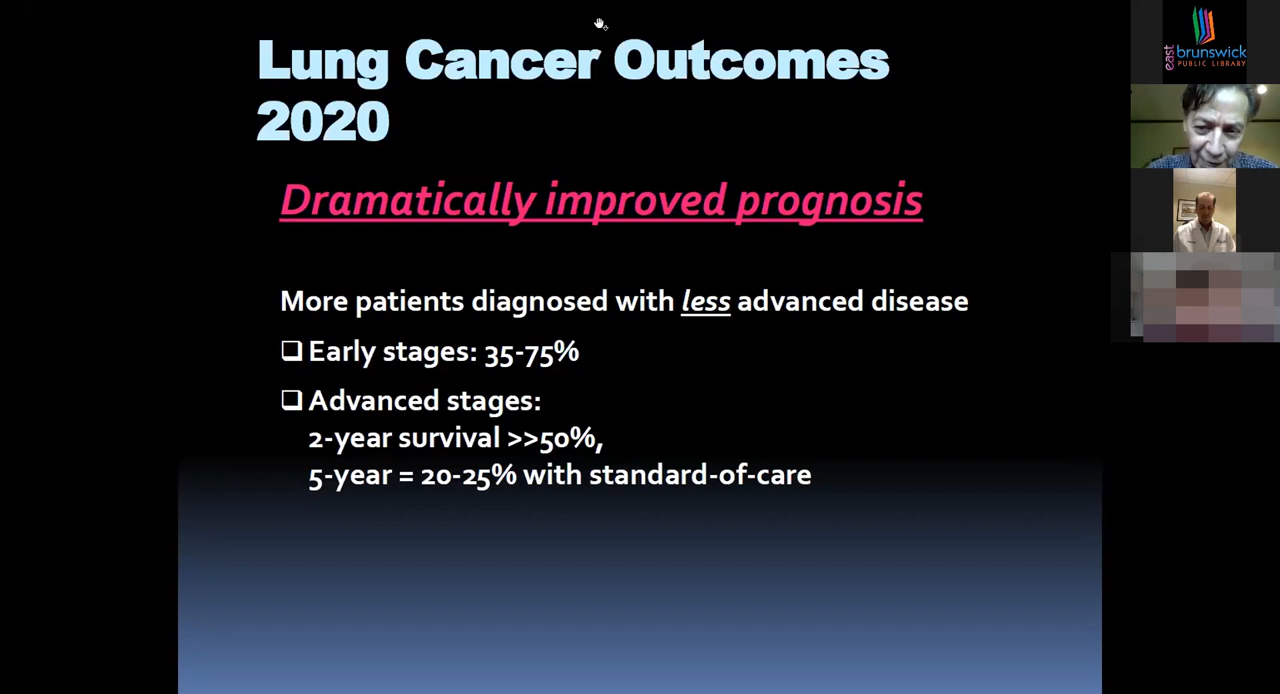 Lung Cancer Outcomes
2020
Dramatically improved prognosis
More patients diagnosed with less advanced disease
Early stages: 35-75%
Advanced stages:
2-year survival >>50%,
5-year = 20-25% with standard-of-care
east
brunswick
PUBLIC LIBRARY